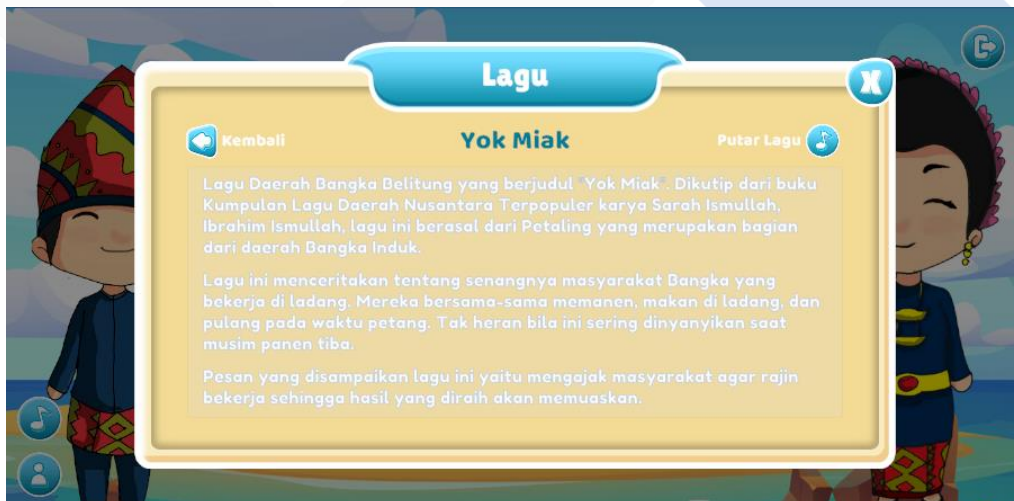 Lagu
X
Kembali
Yok Miak
Putar Lagu
Lagu Daerah Bangka Belitung yang berjudul "Yok Miak". Dikutip dari buku
Kumpulan Lagu Daerah Nusantara Terpopuler karya Sarah Ismullah,
Ibrahim Ismullah, lagu ini berasal dari Petaling yang merupakan bagian
dari daerah Bangka Induk.
Lagu ini menceritakan tentang senangnya masyarakat Bangka yang
bekerja di ladang. Mereka bersama-sama memanen, makan di ladang, dan
pulang pada waktu petang. Tak heran bila ini sering dinyanyikan saat
musim panen tiba.
Pesan yang disampaikan lagu ini yaitu mengajak masyarakat agar rajin
bekerja sehingga hasil yang diraih akan memuaskan.